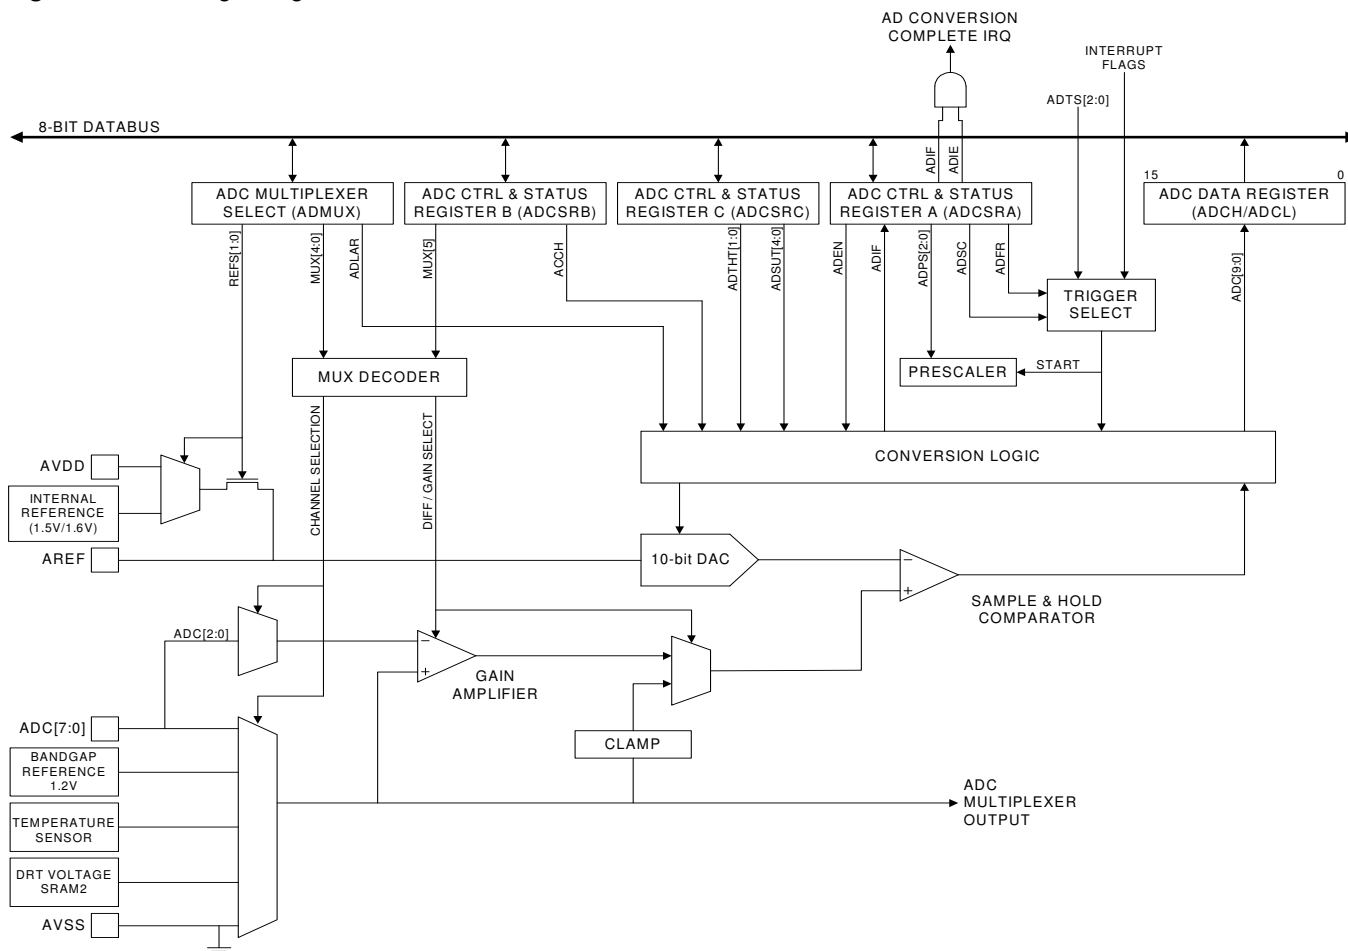 AD CONVERSION
COMPLETE IRQ
INTERRUPT
FLAGS
ADTS[2:0]
8-BIT DATABUS
ADIF
ADIE
15
0
ADC MULTIPLEXER
SELECT (ADMUX)
ADC CTRL & STATUS
REGISTER B (ADCSRB)
ADC CTRL & STATUS
REGISTER C (ADCSRC)
ADC CTRL & STATUS
REGISTER A (ADCSRA)
ADC DATA REGISTER
(ADCH/ADCL)
REFS[1:0]
MUX[4:0]
ADLAR
MUX[5]
ACCH
ADTHT[1:0]
ADSUT[4:0]
ADEN
ADIF
ADPS[2:0]
ADSC
ADFR
ADC[9:0]
TRIGGER
SELECT
MUX DECODER
PRESCALER
START
CHANNEL SELECTION
DIFF / GAIN SELECT
CONVERSION LOGIC
AVDD
INTERNAL
REFERENCE
(1.5V/1.6V)
AREF
10-bit DAC
SAMPLE & HOLD
COMPARATOR
ADC[2:0]
GAIN
AMPLIFIER
ADC[7:0]
CLAMP
BANDGAP
REFERENCE
1.2V
ADC
MULTIPLEXER
OUTPUT
TEMPERATURE
SENSOR
DRT VOLTAGE
SRAM2
AVSS